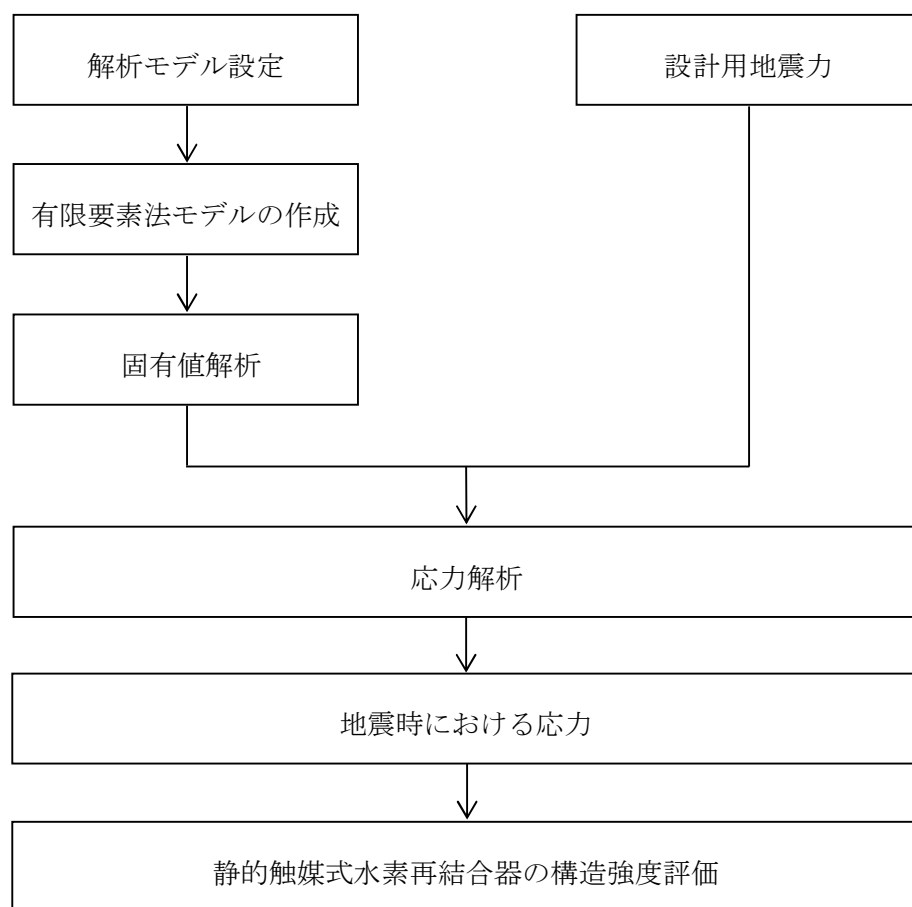 解析モデル設定
設計用地震力
有限要素法モデルの作成
固有値解析
応力解析
地震時における応力
静的触媒式水素再結合器の構造強度評価